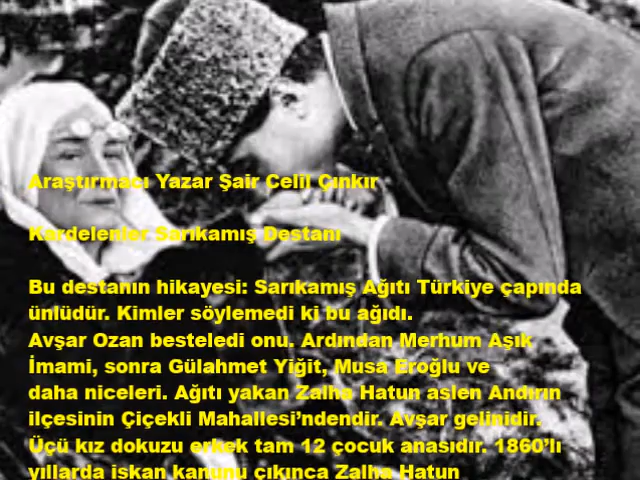 Araştırmacı Yazar Şair Celil Çınkır
Kardelenler Sarıkamış Destanı
Bu destanın hikayesi: Sarıkamış Ağıtı Türkiye çapında
ünlüdür. Kimler söylemedi ki bu ağıdı.
Avşar Ozan besteledi onu. Ardından Merhum Aşık
İmami, sonra Gülahmet Yiğit, Musa Eroğlu ve
daha niceleri. Ağıtı yakan Zalha Hatun aslen Andırın
ilçesinin Çiçekli Mahallesi’ndendir. Avşar gelinidir.
Üçü kız dokuzu erkek tam 12 çocuk anasıdır. 1860’lı
yıllarda iskan kanunu çıkınca Zalha Hatun